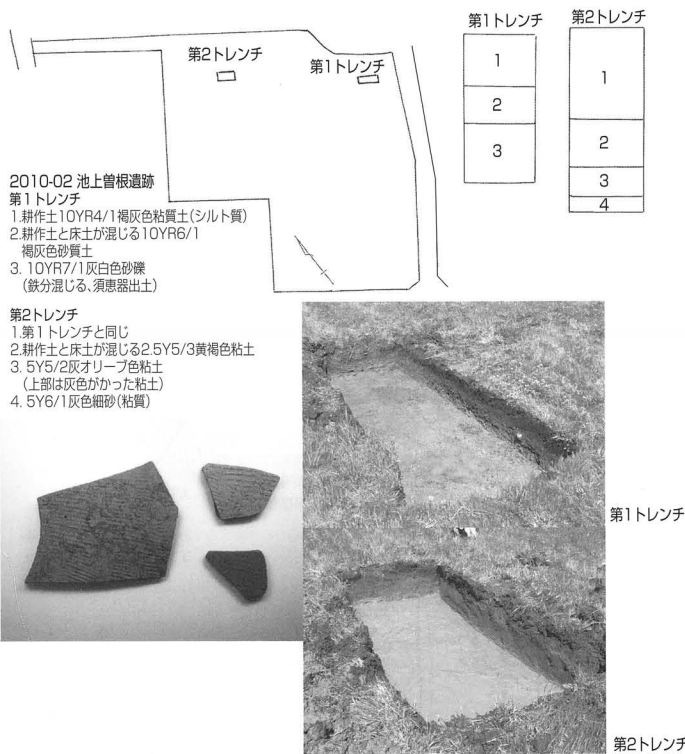 第2トレンチ
第1トレンチ
第1トレンチ
1
2
3
第2トレンチ
1
2
3
4
2010-02 池上曽根遺跡
第1トレンチ
1.耕作土10YR4/1褐灰色粘質土(シルト質)
2.耕作土と床土が混じる10YR6/1
褐灰色砂質土
3. 10YR7/1灰白色砂礫
(鉄分混じる、須恵器出土)
第2トレンチ
1.第1トレンチと同じ
2.耕作土と床土が混じる2.5Y5/3黄褐色粘土
3. 5Y5/2灰オリーブ色粘土
(上部は灰色がかった粘土)
4. 5Y6/1灰色細砂(粘質)
第1トレンチ
第2トレンチ